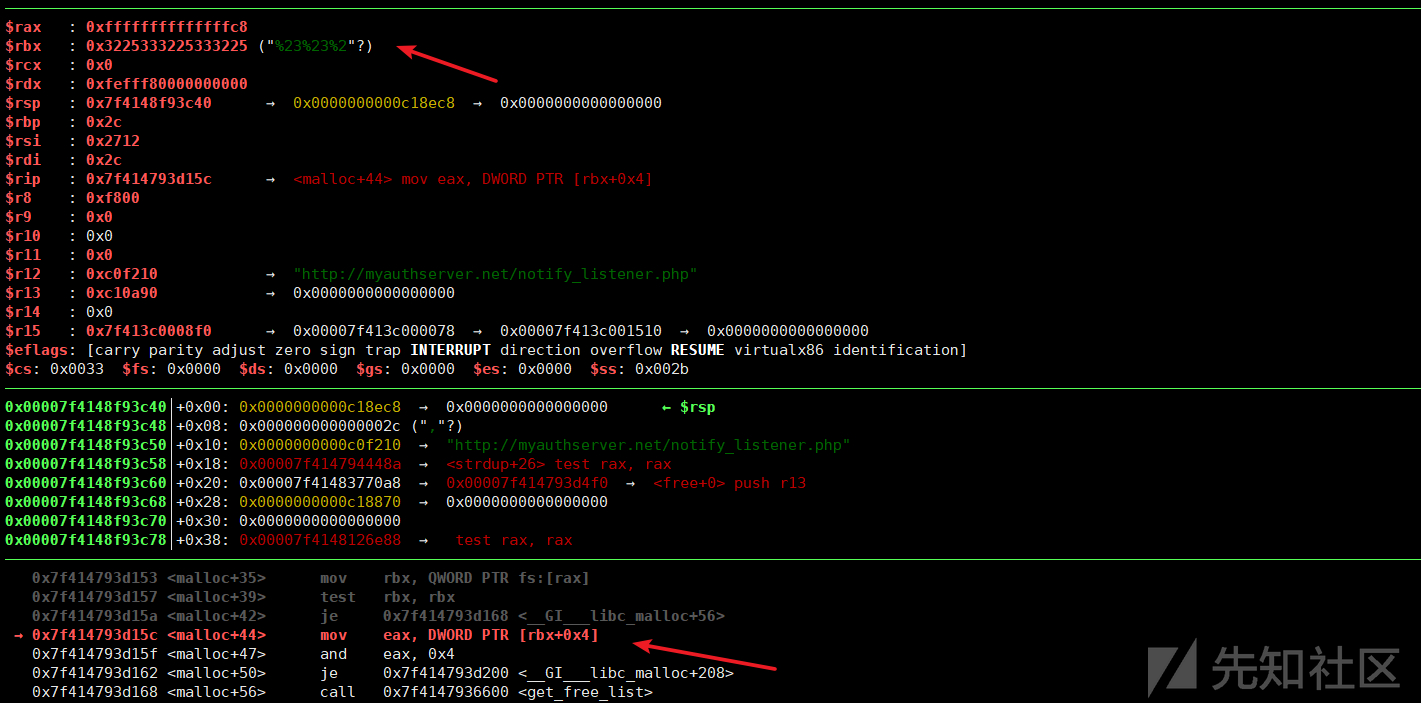 $rax   : 0xffffffffffffffc8
$rbx   : 0x3225333225333225 ("%23%23%2"?)
$rcx   : 0x0
$rdx   : 0xfefff80000000000
$rsp   : 0x7f4148f93c40      →  0x0000000000c18ec8  →  0x0000000000000000
$rbp   : 0x2c
$rsi   : 0x2712
$rdi   : 0x2c
$rip   : 0x7f414793d15c      →  <malloc+44> mov eax, DWORD PTR [rbx+0x4]
$r8    : 0xf800
$r9    : 0x0
$r10   : 0x0
$r11   : 0x0
$r12   : 0xc0f210            →  "http://myauthserver.net/notify_listener.php"
$r13   : 0xc10a90            →  0x0000000000000000
$r14   : 0x0
$r15   : 0x7f413c0008f0      →  0x00007f413c000078  →  0x00007f413c001510  →  0x0000000000000000
$eflags: [carry parity adjust zero sign trap INTERRUPT direction overflow RESUME virtualx86 identification]
$cs: 0x0033  $fs: 0x0000  $ds: 0x0000  $gs: 0x0000  $es: 0x0000  $ss: 0x002b
0x00007f4148f93c40│+0x00: 0x0000000000c18ec8  →  0x0000000000000000      ← $rsp
0x00007f4148f93c48│+0x08: 0x000000000000002c (","?)
0x00007f4148f93c50│+0x10: 0x0000000000c0f210  →  "http://myauthserver.net/notify_listener.php"
0x00007f4148f93c58│+0x18: 0x00007f414794448a  →  <strdup+26> test rax, rax
0x00007f4148f93c60│+0x20: 0x00007f41483770a8  →  0x00007f414793d4f0  →  <free+0> push r13
0x00007f4148f93c68│+0x28: 0x0000000000c18870  →  0x0000000000000000
0x00007f4148f93c70│+0x30: 0x0000000000000000
0x00007f4148f93c78│+0x38: 0x00007f4148126e88  →   test rax, rax
0x7f414793d153 <malloc+35>      mov    rbx, QWORD PTR fs:[rax]
0x7f414793d157 <malloc+39>      test   rbx, rbx
0x7f414793d15a <malloc+42>      je     0x7f414793d168 <__GI___libc_malloc+56>
→ 0x7f414793d15c <malloc+44>      mov    eax, DWORD PTR [rbx+0x4]
0x7f414793d15f <malloc+47>      and    eax, 0x4
0x7f414793d162 <malloc+50>      je     0x7f414793d200 <__GI___libc_malloc+208>
0x7f414793d168 <malloc+56>      call   0x7f4147936600 <get_free_list>
先知社区